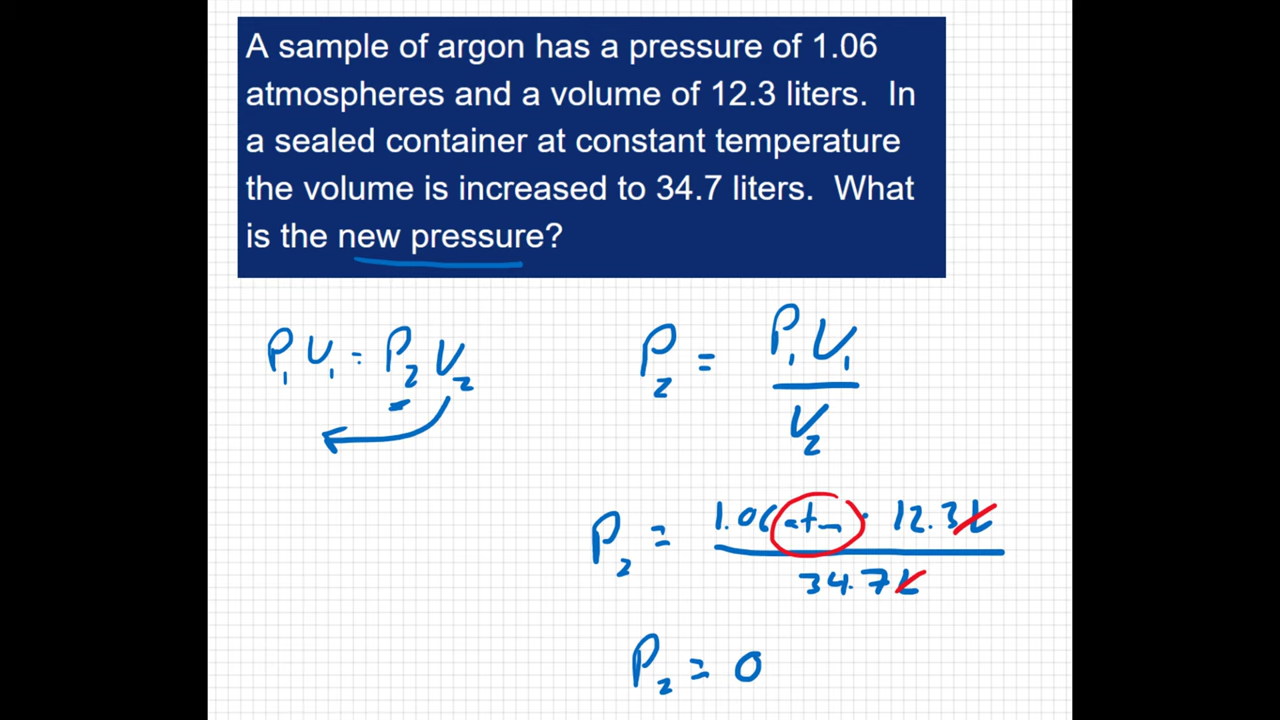 A sample of argon has a pressure of 1.06
atmospheres and a volume of 12.3 liters.  In
a sealed container at constant temperature
the volume is increased to 34.7 liters.  What
is the new pressure?
P₁V₁ = P₂V₂
P₂ = P₁V₁
V₂
P₂ = 1.06 atm · 12.3 L
34.7 L
P₂ = 0